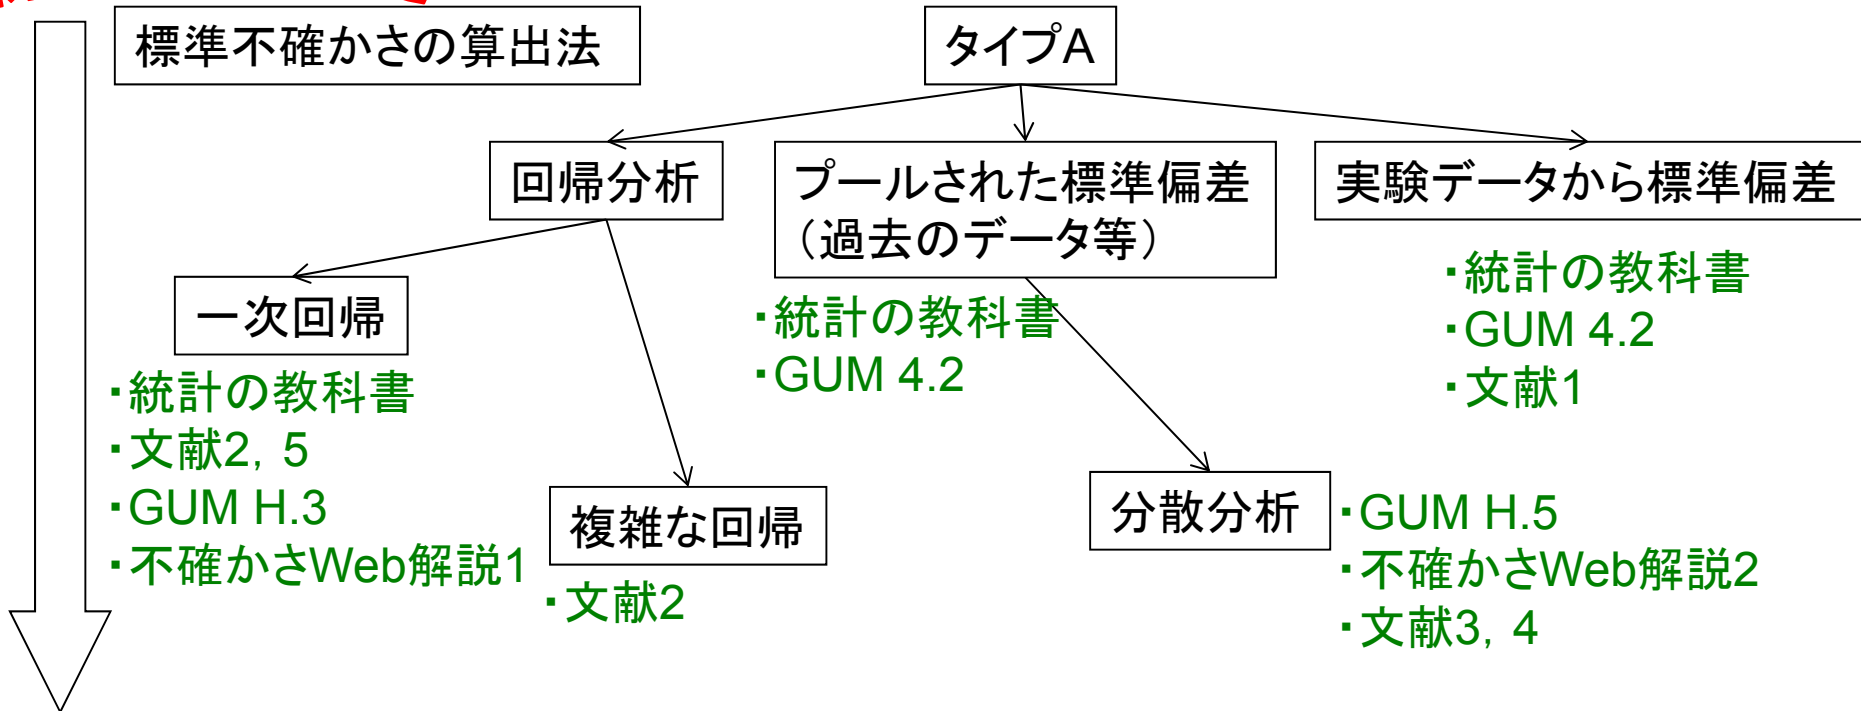 標準不確かさの算出法
タイプA
回帰分析
プールされた標準偏差
（過去のデータ等）
実験データから標準偏差
一次回帰
・統計の教科書
・文献2，5
・GUM H.3
・不確かさWeb解説1
複雑な回帰
・文献2
・統計の教科書
・GUM 4.2
分散分析
・GUM H.5
・不確かさWeb解説2
・文献3，4
・統計の教科書
・GUM 4.2
・文献1